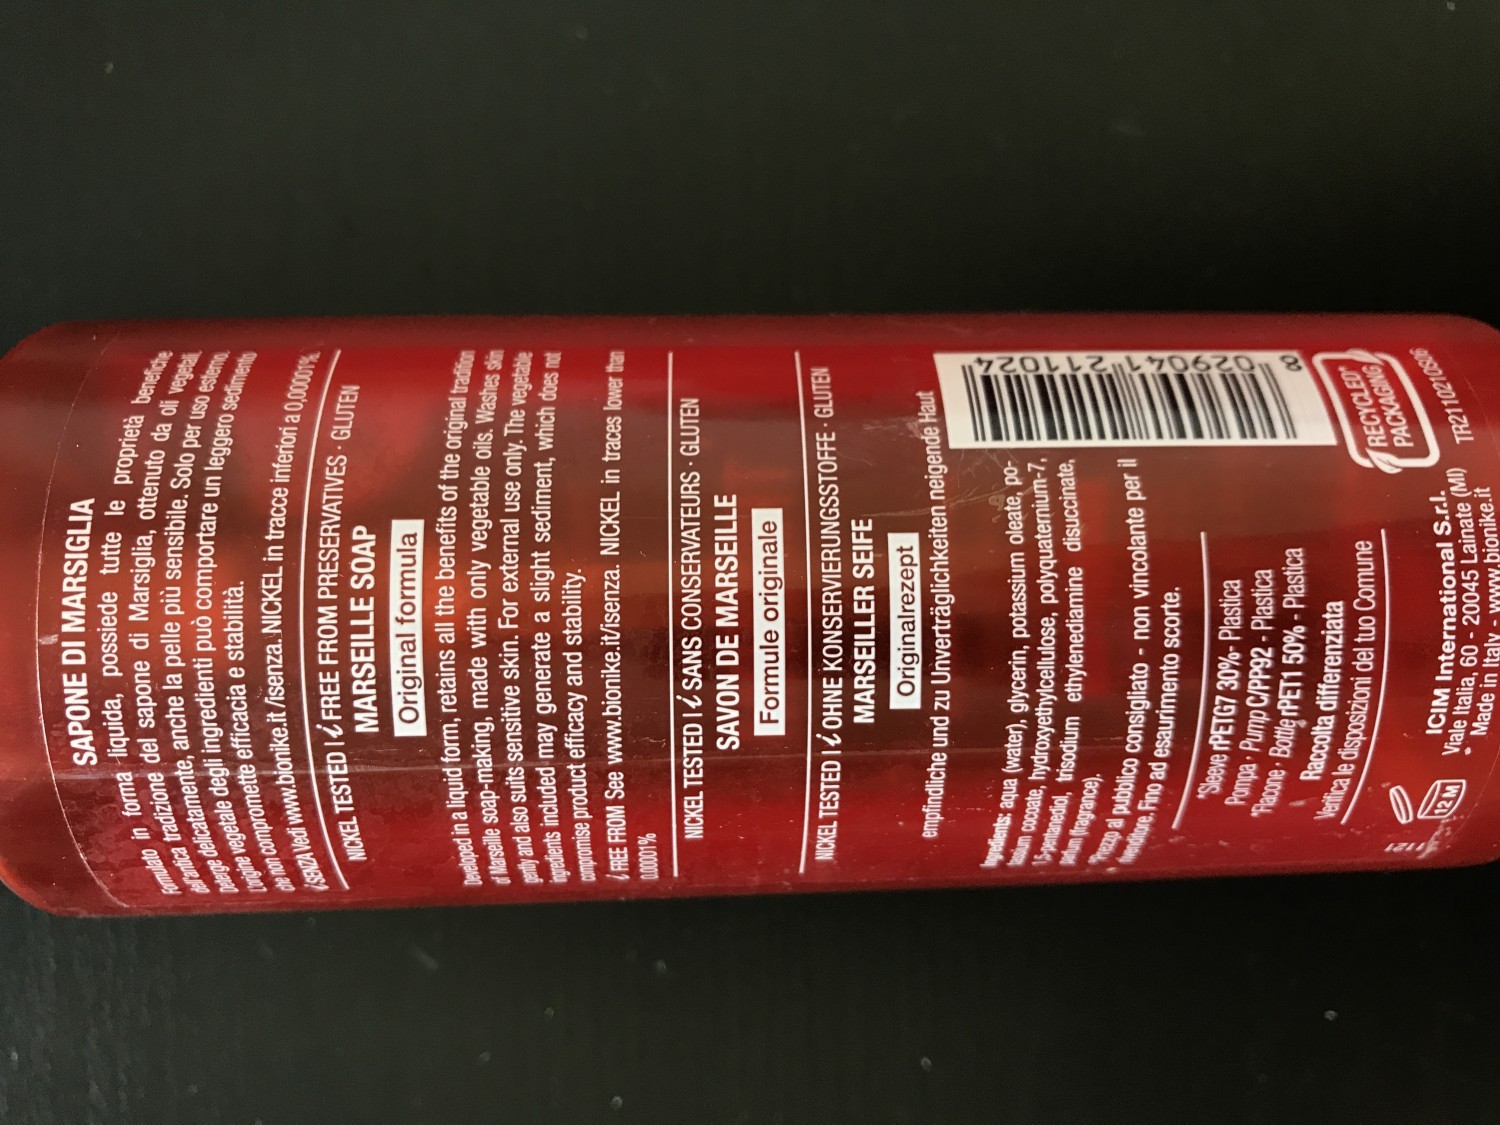 SAPONE DI MARSIGLIA
Formulato in forma liquida, possiede tutte le proprietà benefiche
dell'antica tradizione del sapone di Marsiglia, ottenuto da oli vegetali.
Deterge delicatamente, anche la pelle più sensibile. Solo per uso esterno.
L'origine vegetale degli ingredienti può comportare un leggero sedimento
che non compromette efficacia e stabilità.
i SENZA Vedi www.bionike.it/isenza. NICKEL in tracce inferiori a 0,00001%
NICKEL TESTED | i FREE FROM PRESERVATIVES · GLUTEN
MARSEILLE SOAP
Original formula
Developed in a liquid form, retains all the benefits of the original tradition
of Marseille soap-making, made with only vegetable oils. Washes skin
gently and also suits sensitive skin. For external use only. The vegetable
ingredients included may generate a slight sediment, which does not
compromise product efficacy and stability.
i FREE FROM See www.bionike.it/isenza. NICKEL in traces lower than
0,00001%
NICKEL TESTED | i SANS CONSERVATEURS · GLUTEN
SAVON DE MARSEILLE
Formule originale
NICKEL TESTED | i OHNE KONSERVIERUNGSSTOFFE · GLUTEN
MARSEILLER SEIFE
Originalrezept
empfindliche und zu Unverträglichkeiten neigende Haut
Ingredients: aqua (water), glycerin, potassium oleate, po-
tassium cocoate, hydroxyethylcellulose, polyquaternium-7,
1,5-pentanediol, trisodium ethylenediamine disuccinate,
parfum (fragrance).
*Prezzo al pubblico consigliato - non vincolante per il
rivenditore. Fino ad esaurimento scorte.
8 029041 211024
*Sleeve rPETG7 30%- Plastica
Pompa · Pump C/PP92 - Plastica
*Flacone · Bottle rPET1 50% - Plastica
Raccolta differenziata
Verifica le disposizioni del tuo Comune
RECYCLED*
PACKAGING
12 M
ICIM International S.r.l.
Viale Italia, 60 - 20045 Lainate (MI)
Made in Italy - www.bionike.it
TR2110210606